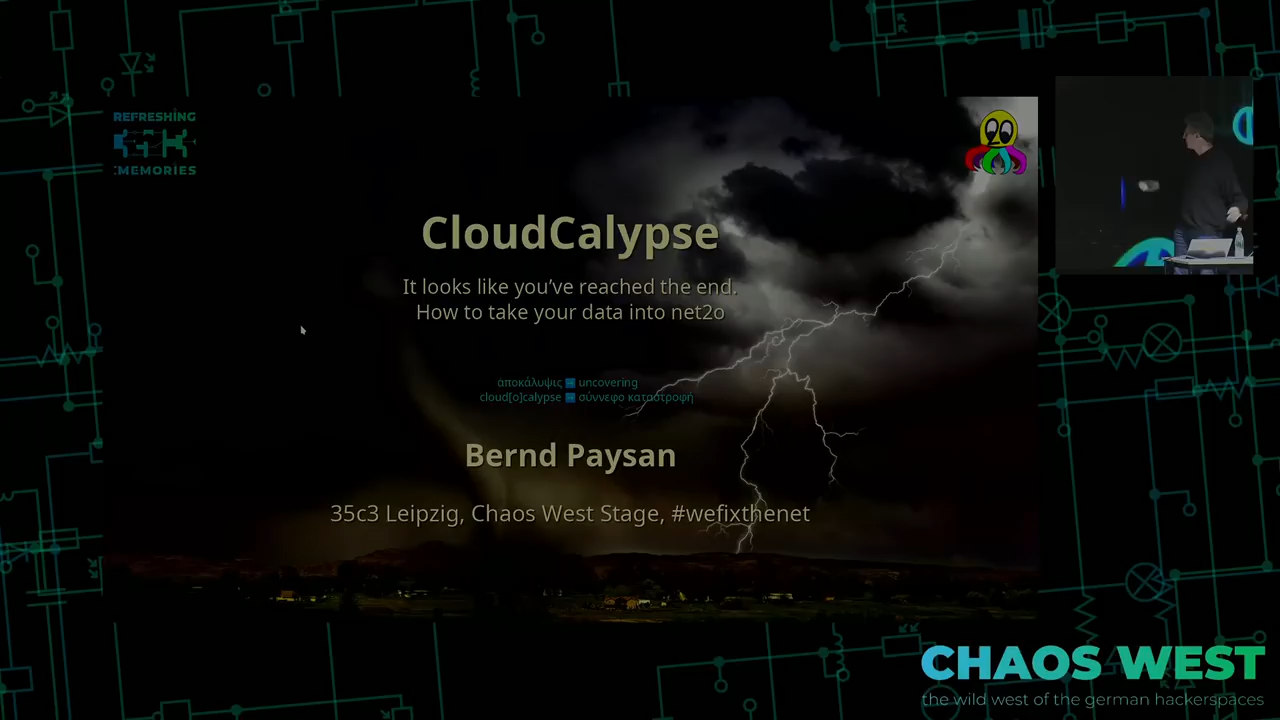 REFRESHING
MEMORIES
CloudCalypse
It looks like you’ve reached the end.
How to take your data into net2o
ἀποκάλυψις ➡ uncovering
cloud[o]calypse ➡ σύννεφο καταστροφή
Bernd Paysan
35c3 Leipzig, Chaos West Stage, #wefixthenet
CHAOS WEST
the wild west of the german hackerspaces